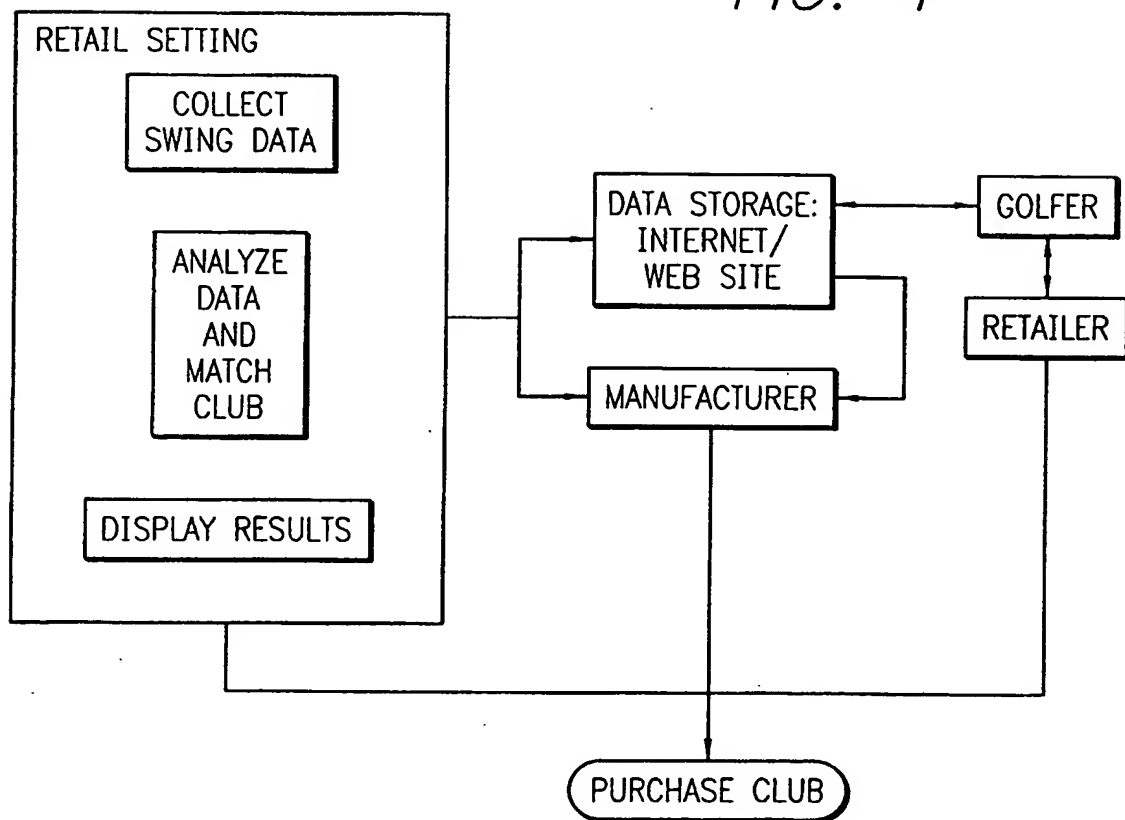 FIG.
RETAIL SETTING
COLLECT
SWING DATA
ANALYZE
DATA
AND
MATCH
CLUB
DISPLAY RESULTS
DATA STORAGE:
INTERNET/
WEB SITE
MANUFACTURER
GOLFER
RETAILER
PURCHASE CLUB